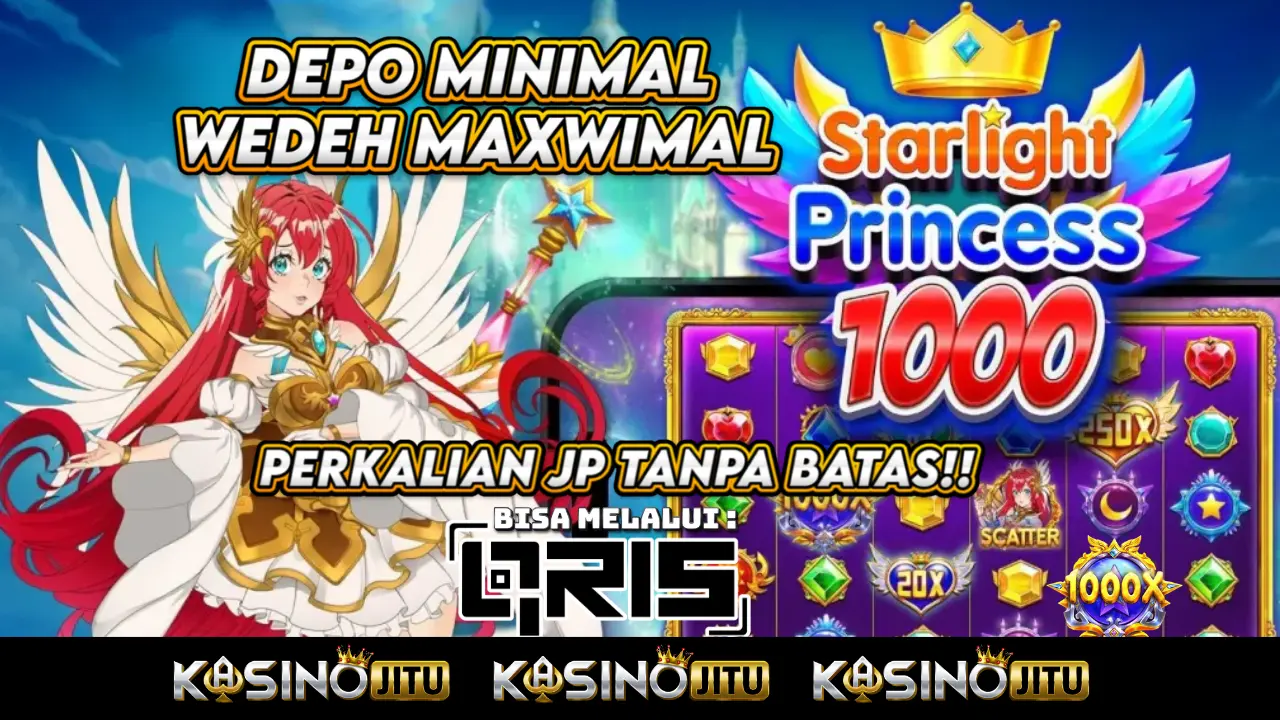 DEPO MINIMAL
WEDEH MAXWIMAL
Starlight
Princess
1000
250X
PERKALIAN JP TANPA BATAS!!
1000X
SCATTER
BISA MELALUI :
QRIS
20X
1000X
KASINOJITU KASINOJITU KASINOJITU